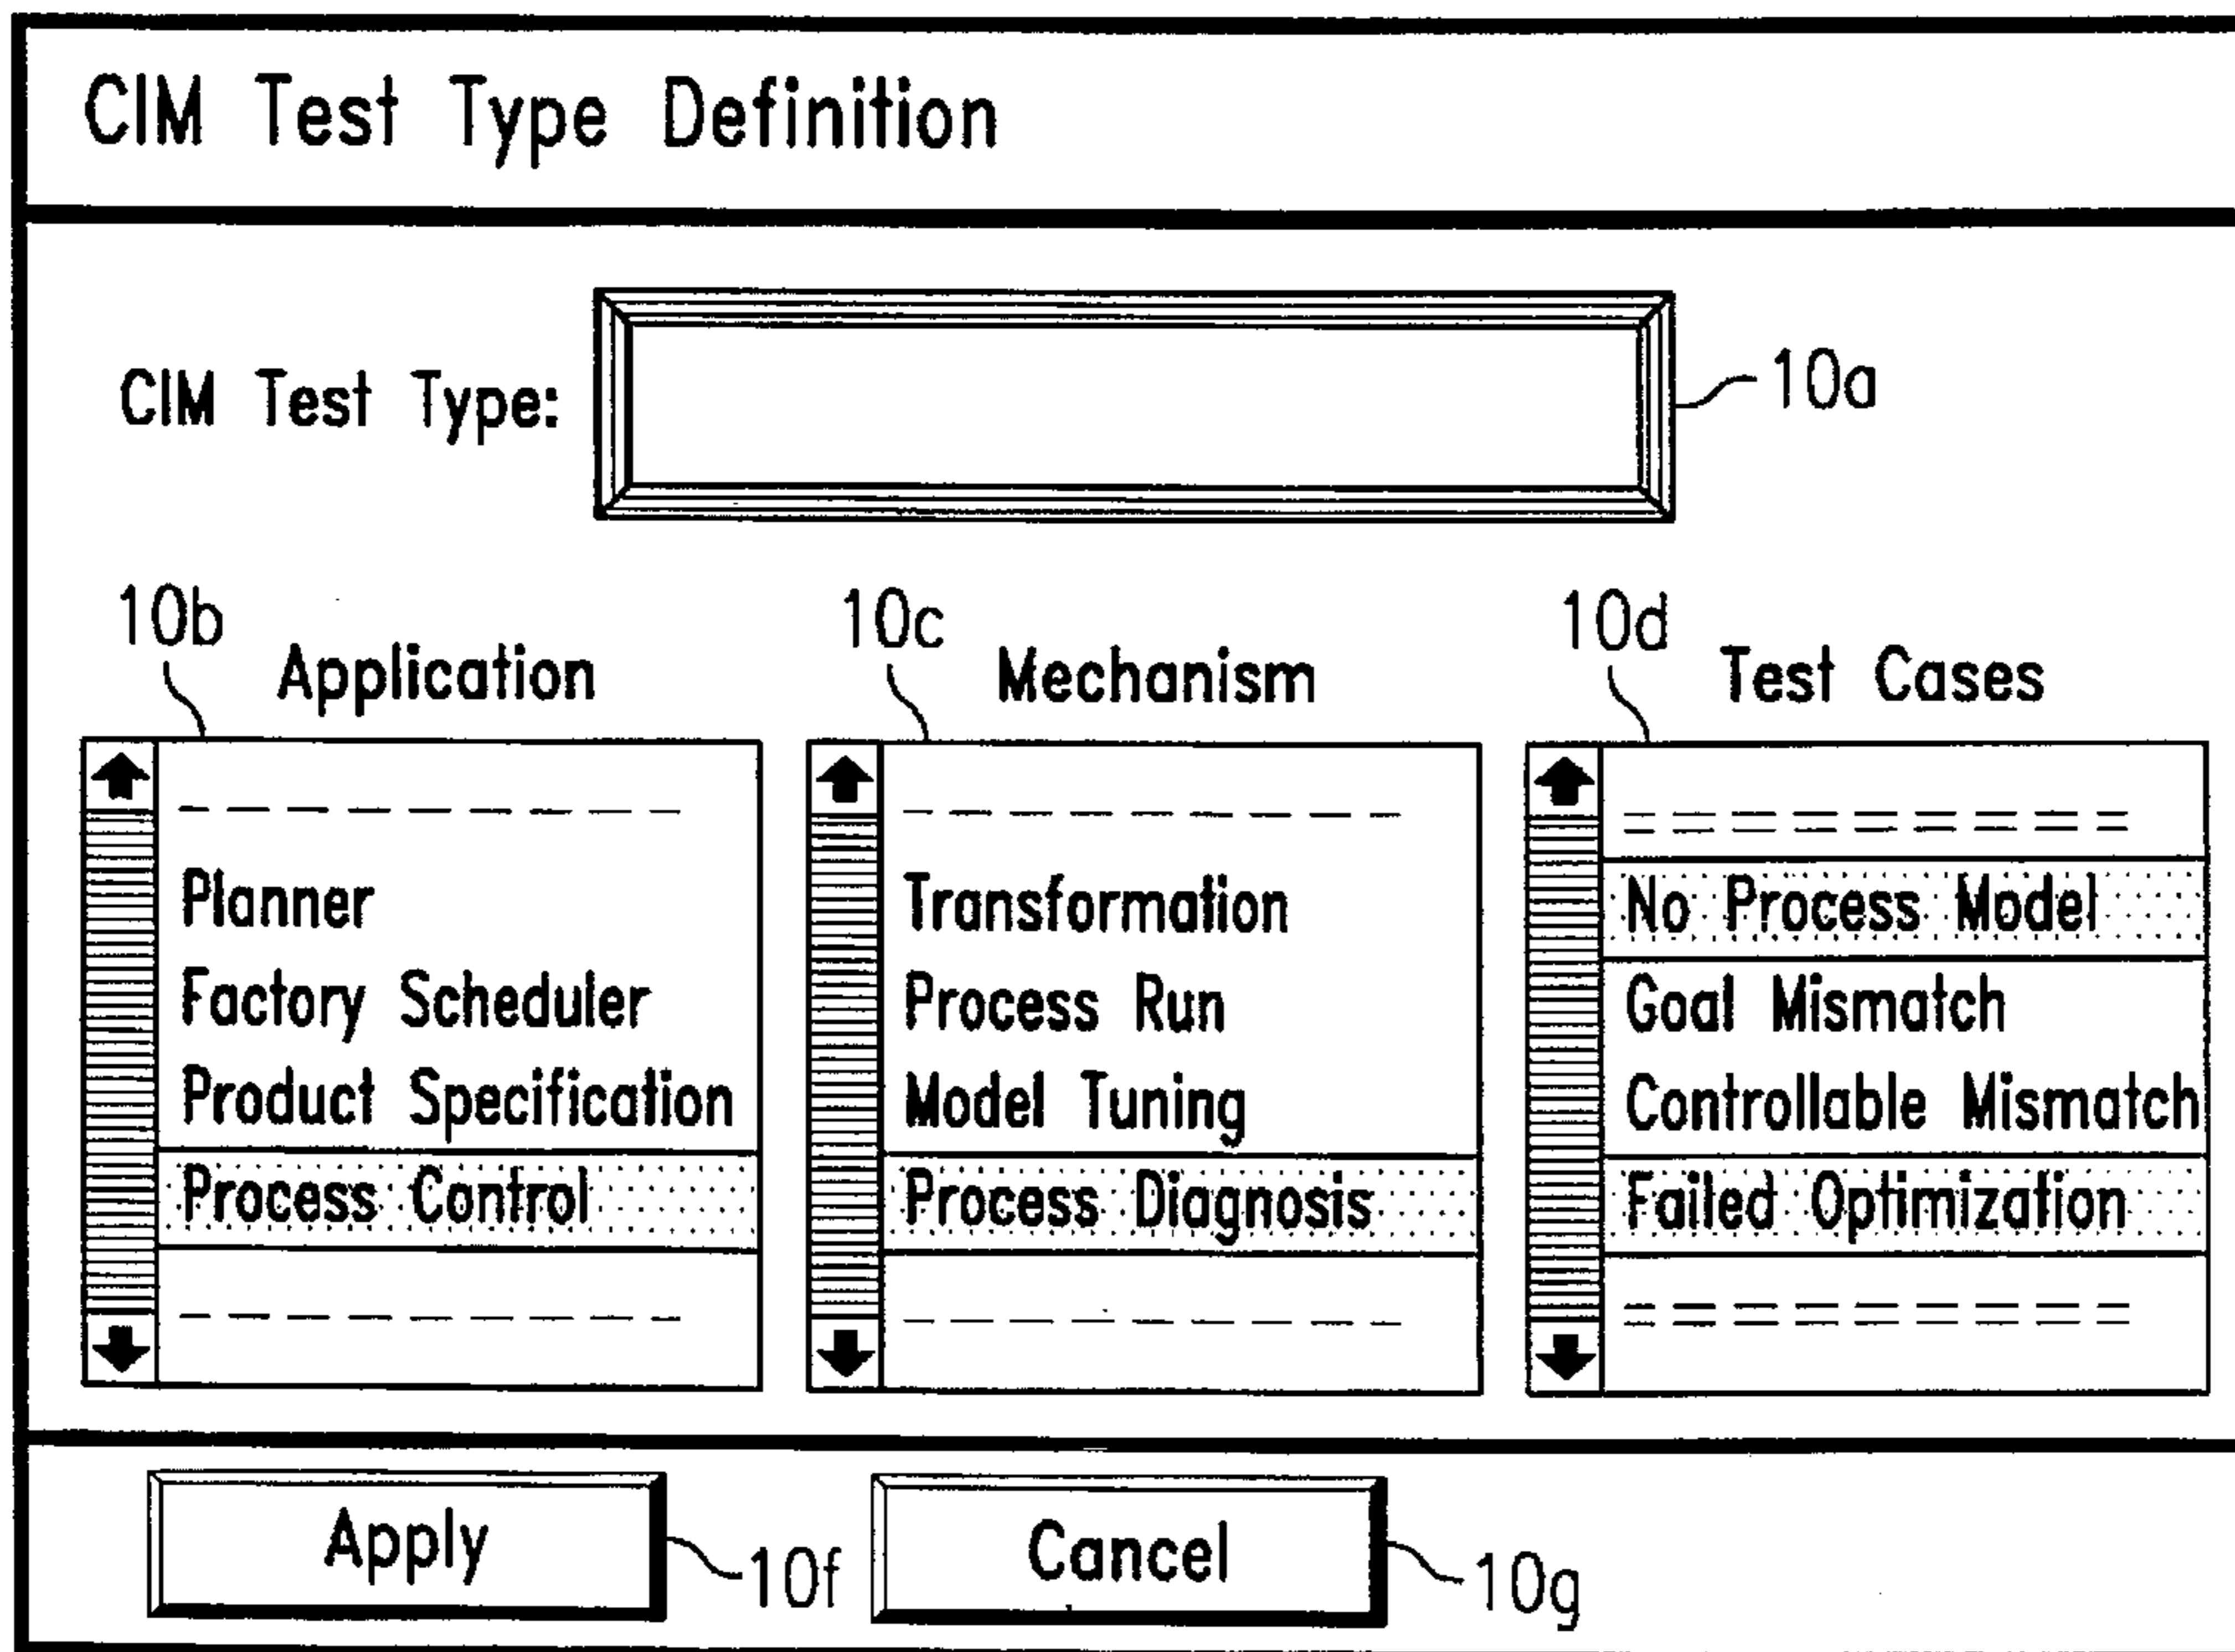 CIM Test Type Definition
CIM Test Type:
10a
10b
Application
10c
Mechanism
10d
Test Cases
Planner
Factory Scheduler
Product Specification
Process Control
Transformation
Process Run
Model Tuning
Process Diagnosis
No Process Model
Goal Mismatch
Controllable Mismatch
Failed Optimization
Apply
10f
Cancel
10g